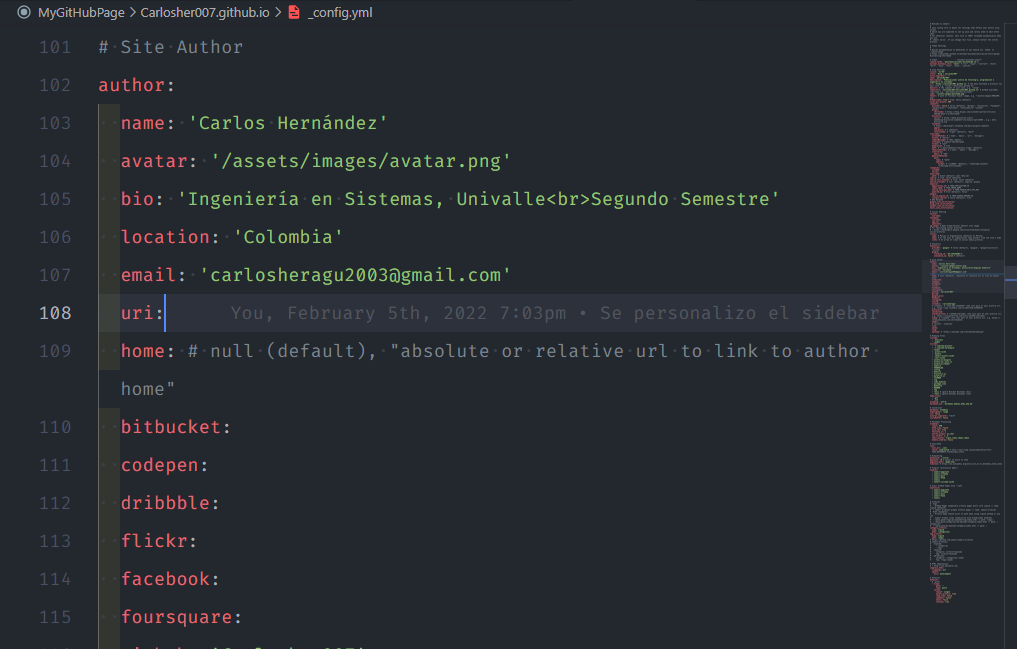 MyGitHubPage > Carlosher007.github.io > _config.yml
101 # Site Author
102 author:
103 name: 'Carlos Hernández'
104 avatar: '/assets/images/avatar.png'
105 bio: 'Ingeniería en Sistemas, Univalle<br>Segundo Semestre'
106 location: 'Colombia'
107 email: 'carlosheragu2003@gmail.com'
108 uri: You, February 5th, 2022 7:03pm • Se personalizo el sidebar
109 home: # null (default), "absolute or relative url to link to author
home"
110 bitbucket:
111 codepen:
112 dribbble:
113 flickr:
114 facebook:
115 foursquare: